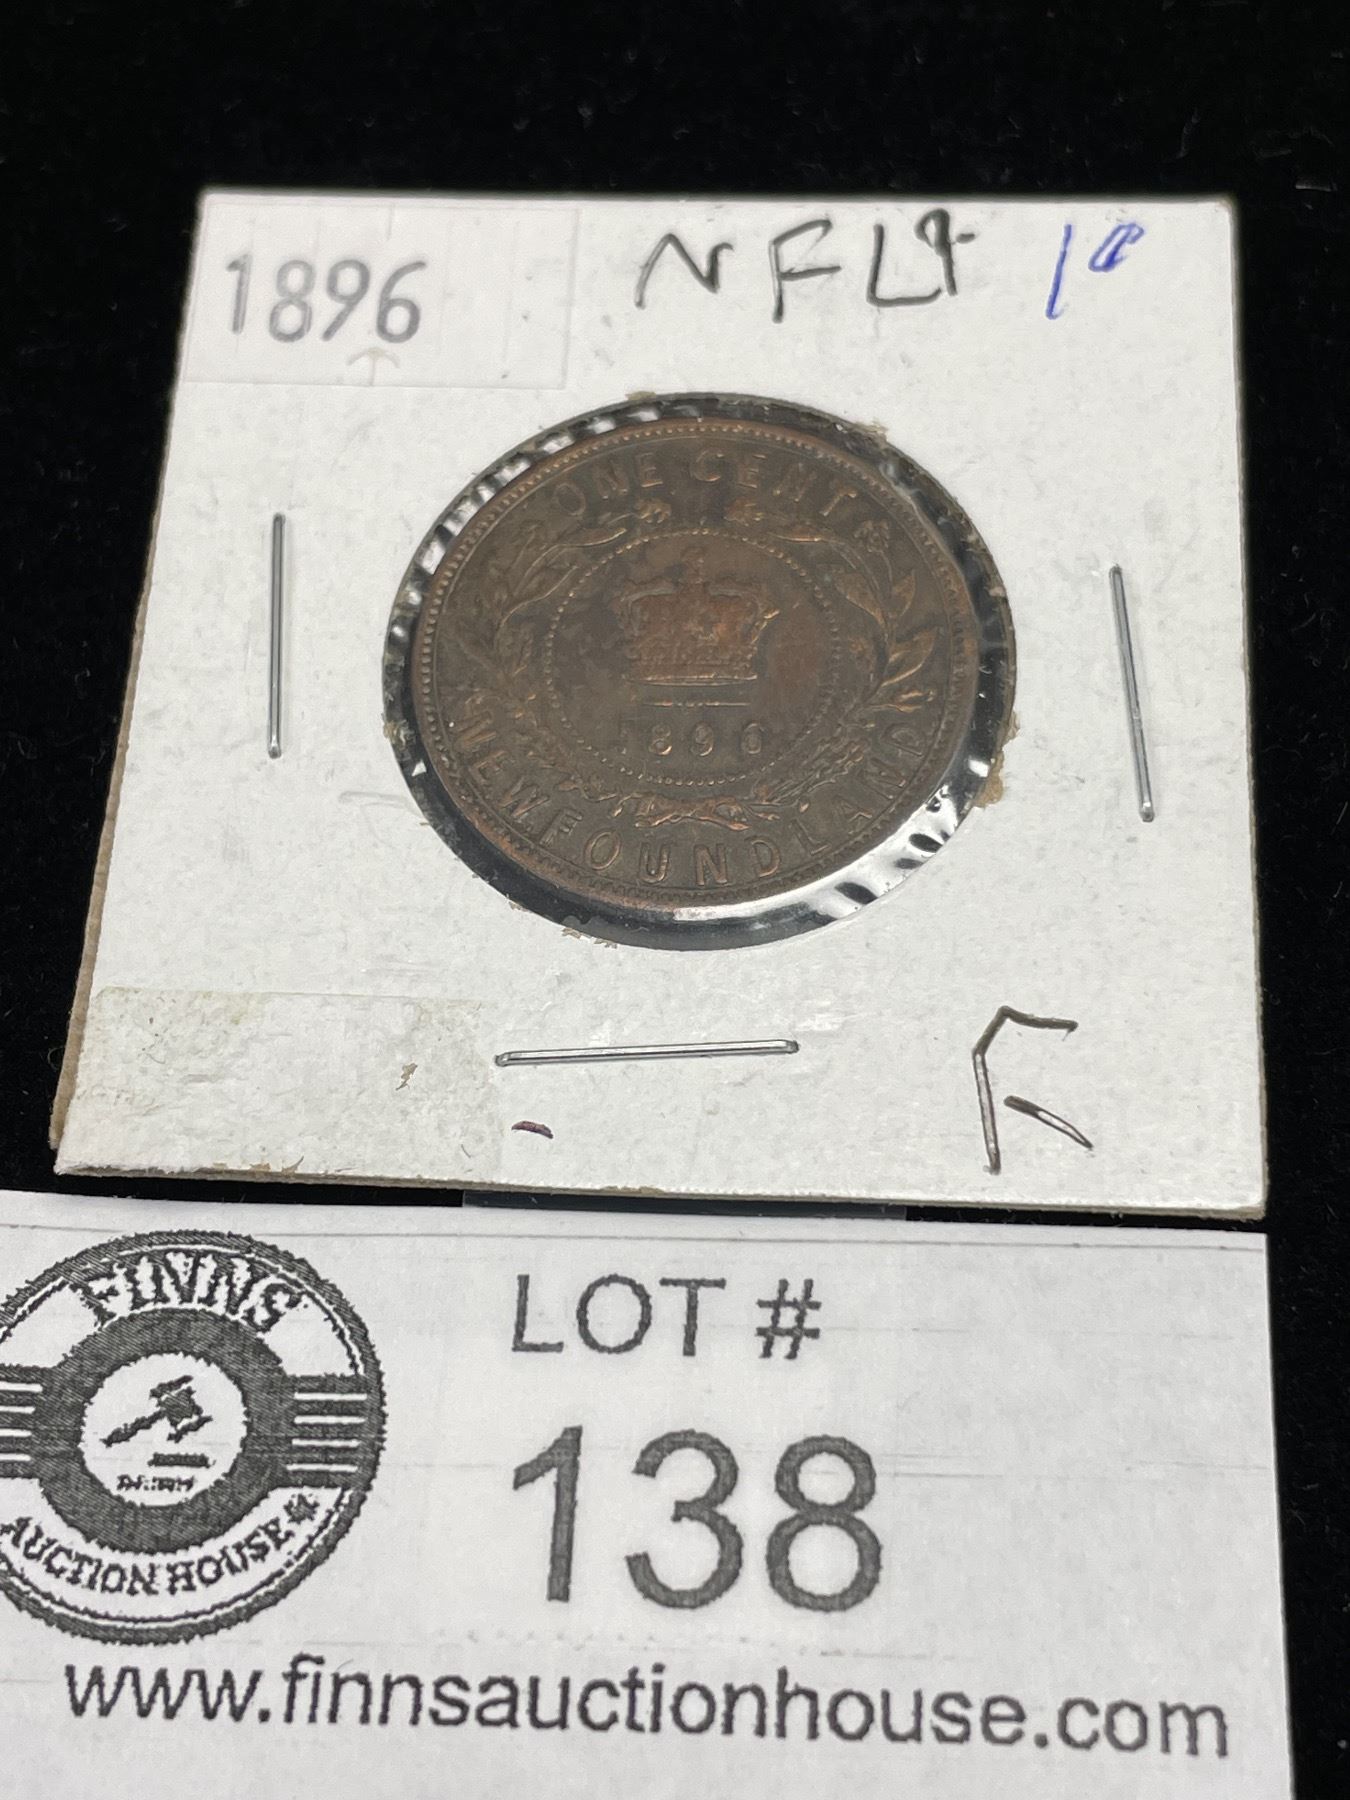 1896
NFLd 1¢
ONE CENT
1896
NEWFOUNDLAND
F
FINNS
AUCTION HOUSE
LOT #
138
www.finnsauctionhouse.com